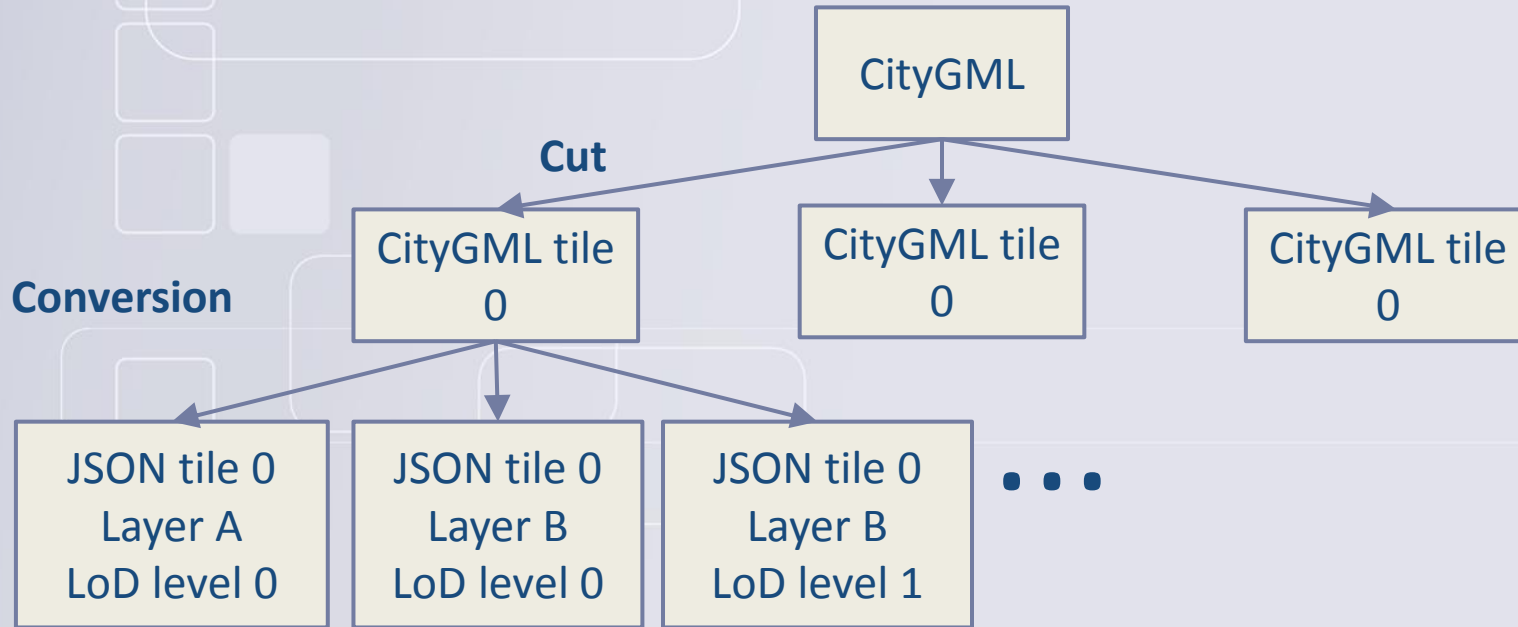 CityGML
Cut
CityGML tile
0
CityGML tile
0
CityGML tile
0
Conversion
JSON tile 0
Layer A
LoD level 0
JSON tile 0
Layer B
LoD level 0
JSON tile 0
Layer B
LoD level 1
...